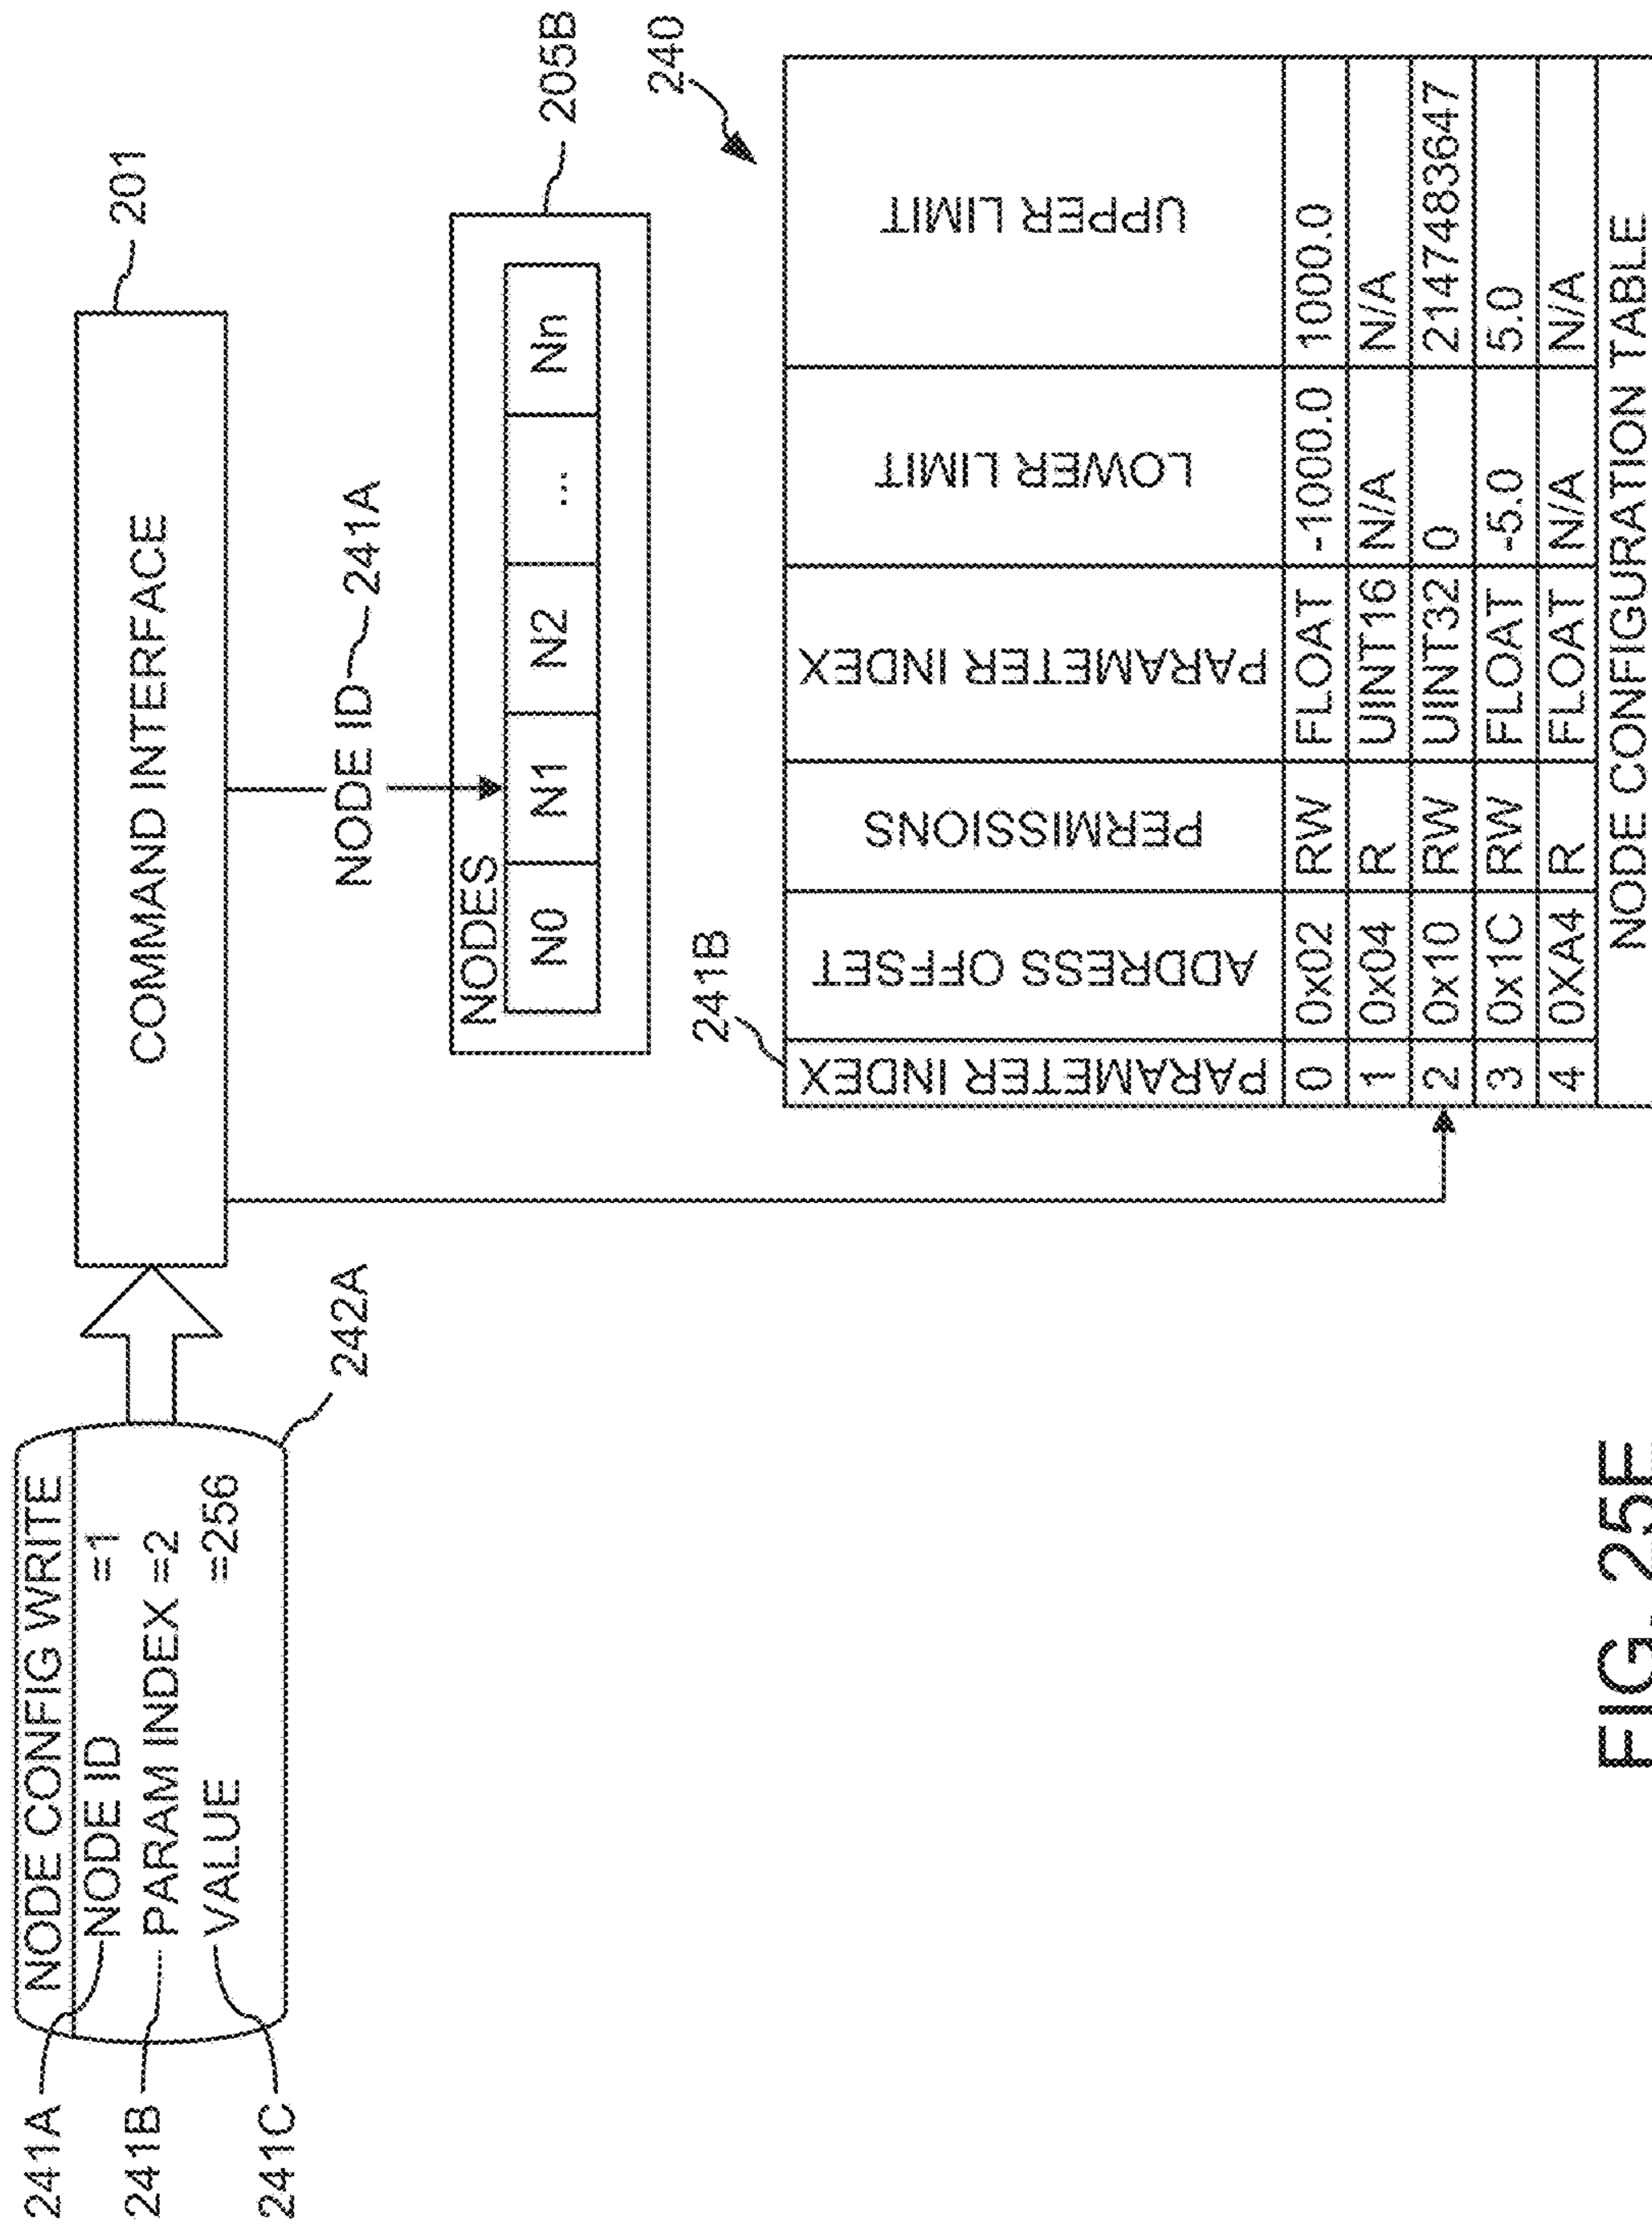 241A
241B
241C
NODE CONFIG WRITE
NODE ID =1
PARAM INDEX =2
VALUE =256
242A
COMMAND INTERFACE
201
NODE ID 241A
NODES
N0 N1 N2 ... Nn
205B
241B
240
PARAMETER INDEX ADDRESS OFFSET PERMISSIONS PARAMETER INDEX LOWER LIMIT UPPER LIMIT
0 0x02 RW FLOAT -1000.0 1000.0
1 0x04 R UINT16 N/A N/A
2 0x10 RW UINT32 0 2147483647
3 0x1C RW FLOAT -5.0 5.0
4 0XA4 R FLOAT N/A N/A
NODE CONFIGURATION TABLE
FIG. 25E